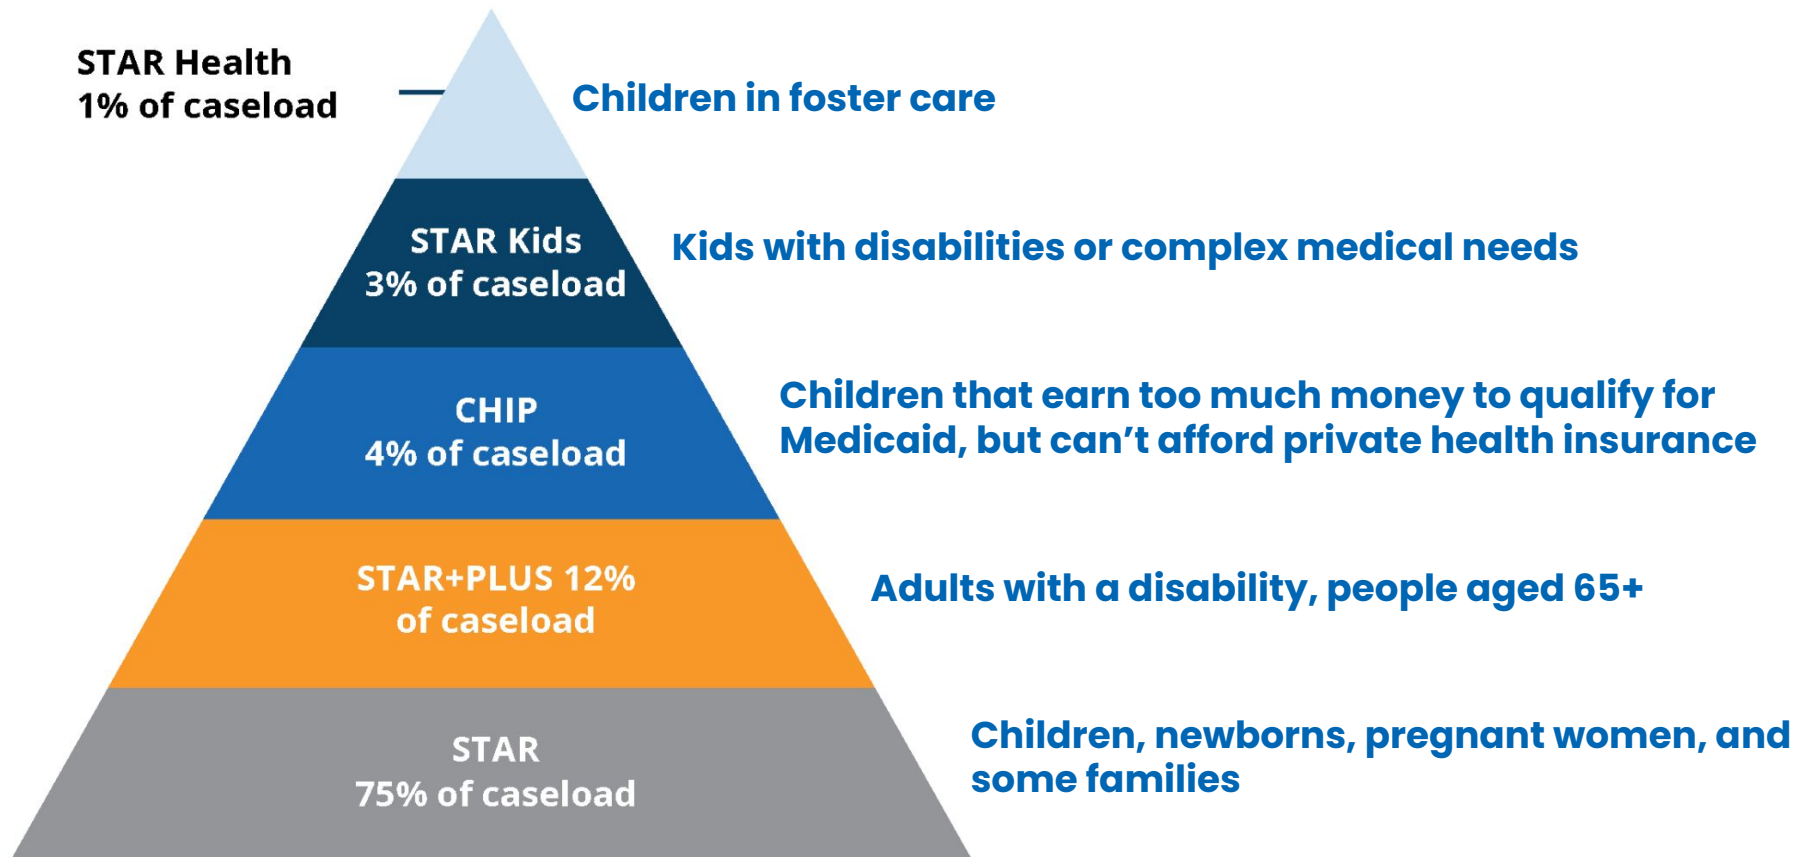 STAR Health
1% of caseload
Children in foster care
STAR Kids
3% of caseload
Kids with disabilities or complex medical needs
CHIP
4% of caseload
Children that earn too much money to qualify for
Medicaid, but can’t afford private health insurance
STAR+PLUS 12%
of caseload
Adults with a disability, people aged 65+
STAR
75% of caseload
Children, newborns, pregnant women, and
some families